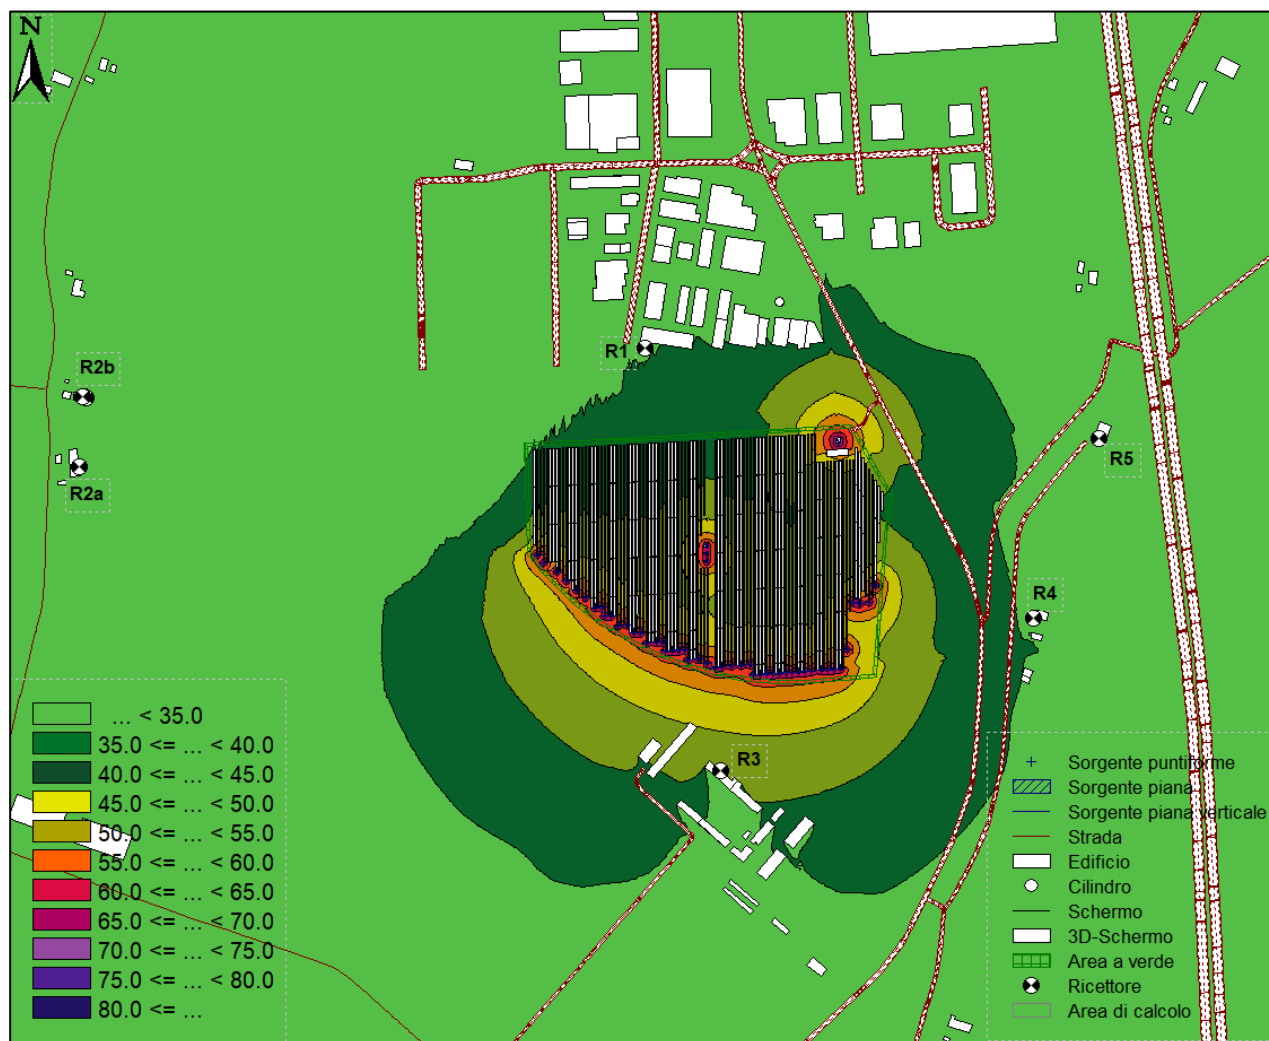 N
R2b
R2a
R1
R5
R4
R3
... < 35.0
35.0 <= ... < 40.0
40.0 <= ... < 45.0
45.0 <= ... < 50.0
50.0 <= ... < 55.0
55.0 <= ... < 60.0
60.0 <= ... < 65.0
65.0 <= ... < 70.0
70.0 <= ... < 75.0
75.0 <= ... < 80.0
80.0 <= ...
Sorgente puntiforme
Sorgente piana
Sorgente piana verticale
Strada
Edificio
Cilindro
Schermo
3D-Schermo
Area a verde
Ricettore
Area di calcolo